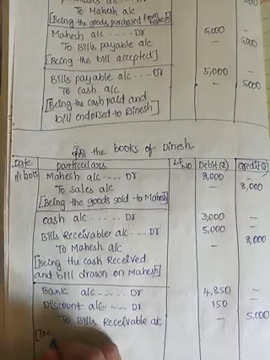 To Mahesh a/c
[Being the goods purchased from Mahesh]
Mahesh a/c ..... Dr 5,000 -
To Bills payable a/c - 5,000
[Being the bill accepted]
Bills payable a/c ..... Dr 5,000 -
To cash a/c - 5,000
[Being the cash paid and
bill endorsed to Dinesh]
In the books of Dinesh
Date particulars L.F No Debit(₹) Credit(₹)
Mahesh a/c ..... Dr 8,000 -
To sales a/c - 8,000
[Being the goods sold to Mahesh]
cash a/c ..... Dr 3,000 -
Bills Receivable a/c ... Dr 5,000 -
To Mahesh a/c - 8,000
[Being the cash Received
and bill drawn on Mahesh]
Bank a/c ..... Dr 4,850 -
Discount a/c ..... Dr 150
To Bills Receivable a/c - 5,000
[Be